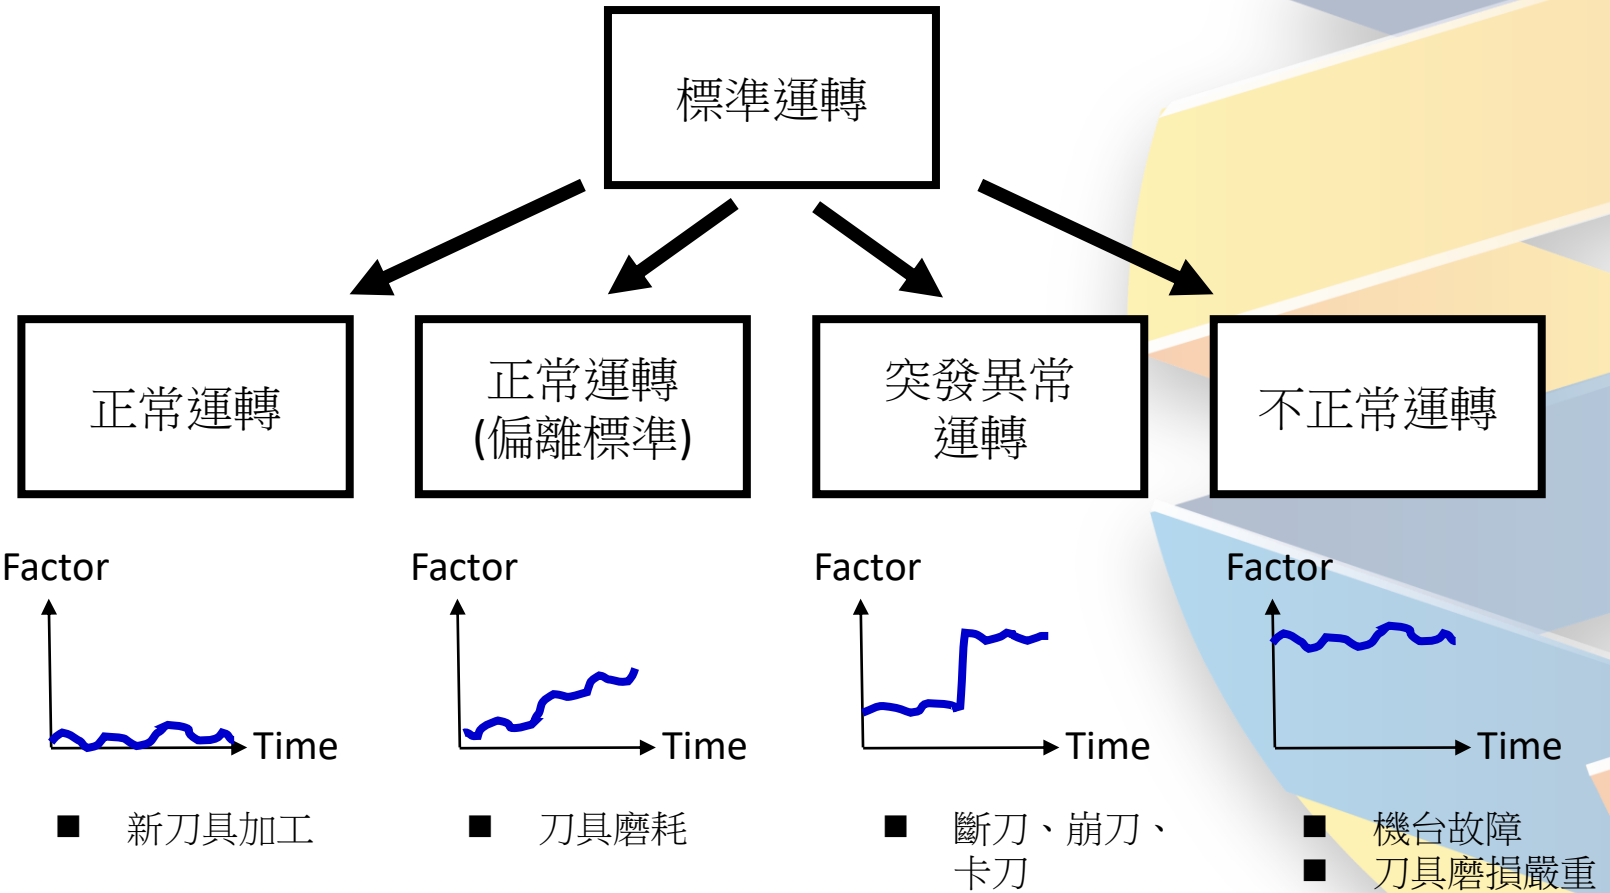 標準運轉
正常運轉
正常運轉
(偏離標準)
突發異常
運轉
不正常運轉
Factor
Time
Factor
Time
Factor
Time
Factor
Time
■ 新刀具加工
■ 刀具磨耗
■ 斷刀、崩刀、
卡刀
■ 機台故障
■ 刀具磨損嚴重